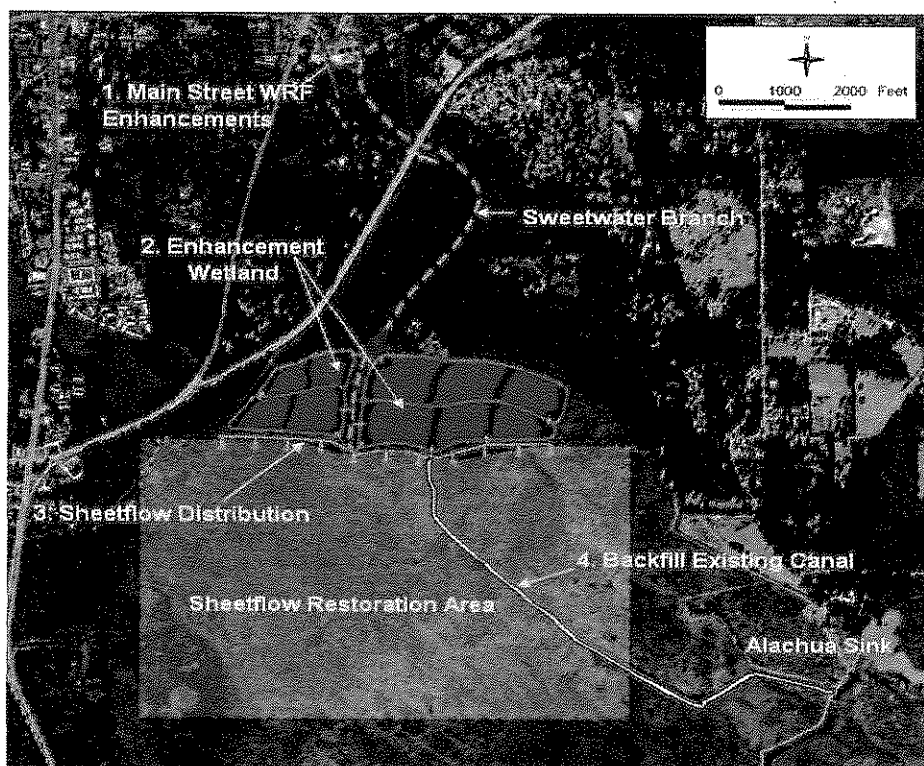 N
0 1000 2000 Feet
1. Main Street WRF
Enhancements
Sweetwater Branch
2. Enhancement
Wetland
3. Sheetflow Distribution
4. Backfill Existing Canal
Sheetflow Restoration Area
Alachua Sink